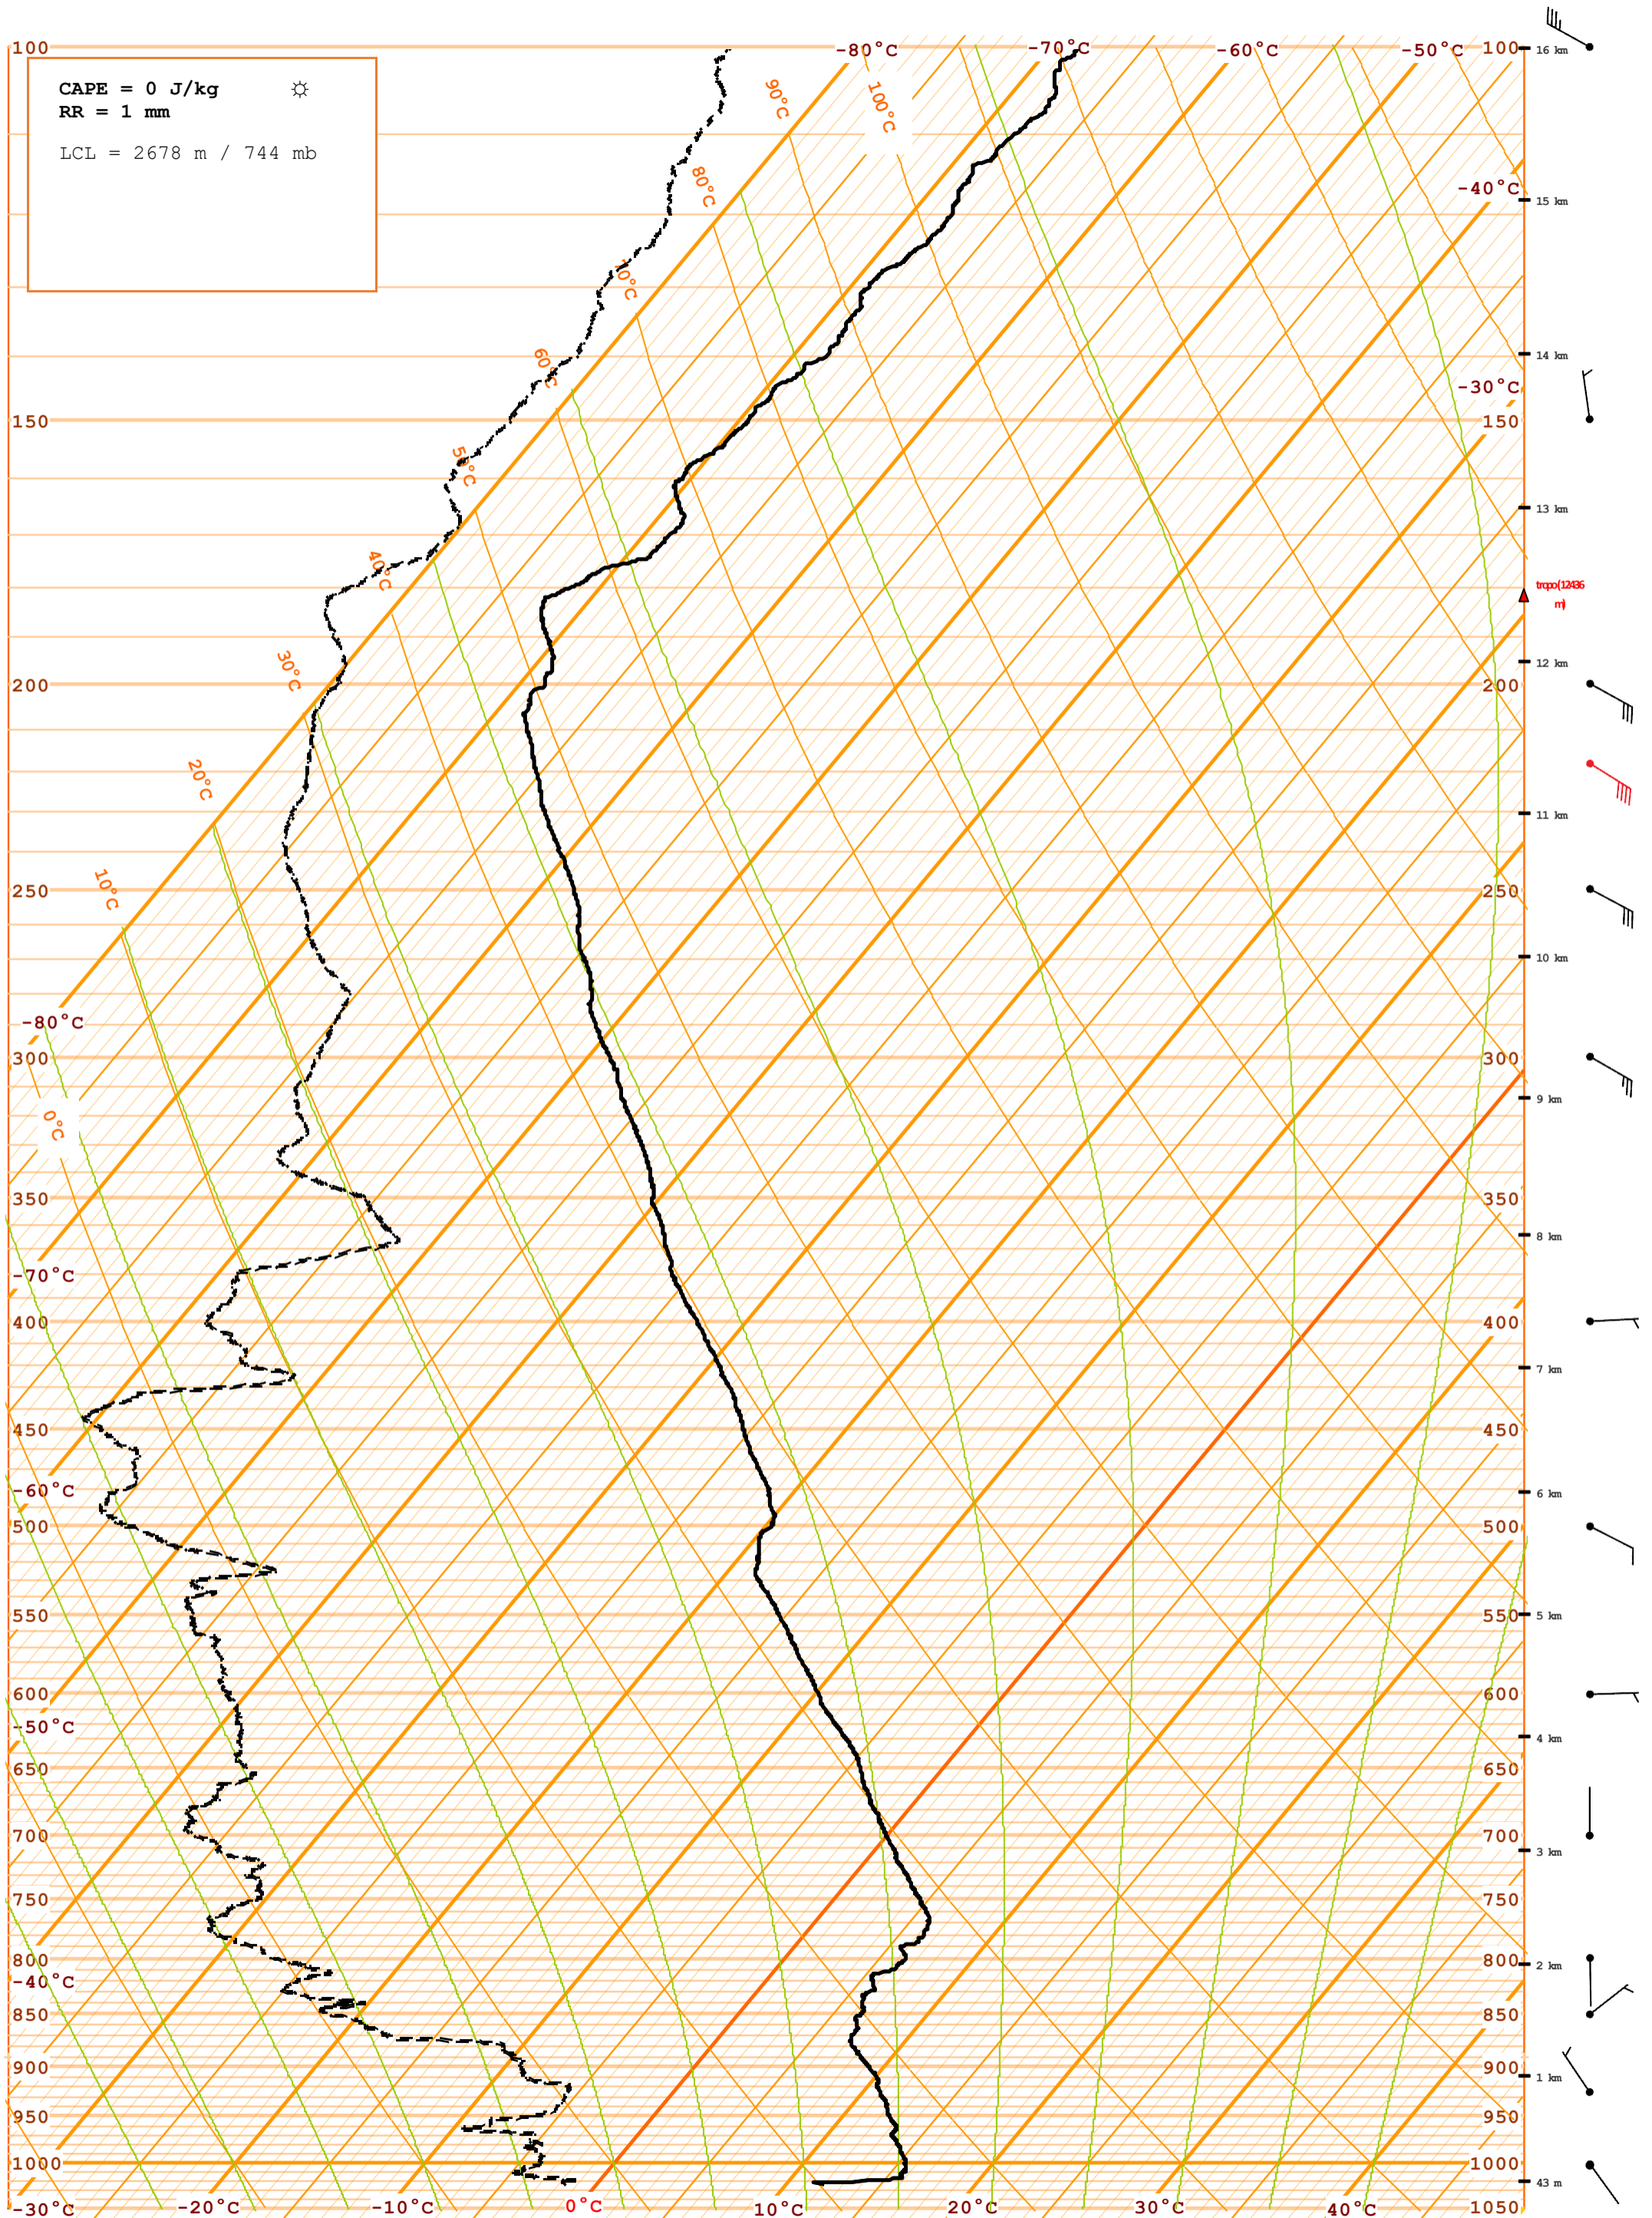 100 -80°C -70°C -60°C -50°C 100 16 km
CAPE = 0 J/kg
RR = 1 mm
LCL = 2678 m / 744 mb
90°C 100°C
80°C -40°C
15 km
60°C 14 km
-30°C
150 150
50°C
13 km
40°C
tropo(12436
m)
30°C 12 km
200 200
20°C
11 km
10°C 250 250
10 km
-80°C
300 300
9 km
0°C
350 350
8 km
-70°C
400 400
7 km
450 450
-60°C 6 km
500 500
550 550 5 km
600 600
-50°C
4 km
650 650
700 700
3 km
750 750
800 800 2 km
-40°C
850 850
900 900
1 km
950 950
1000 1000
43 m
-30°C -20°C -10°C 0°C 10°C 20°C 30°C 40°C 1050